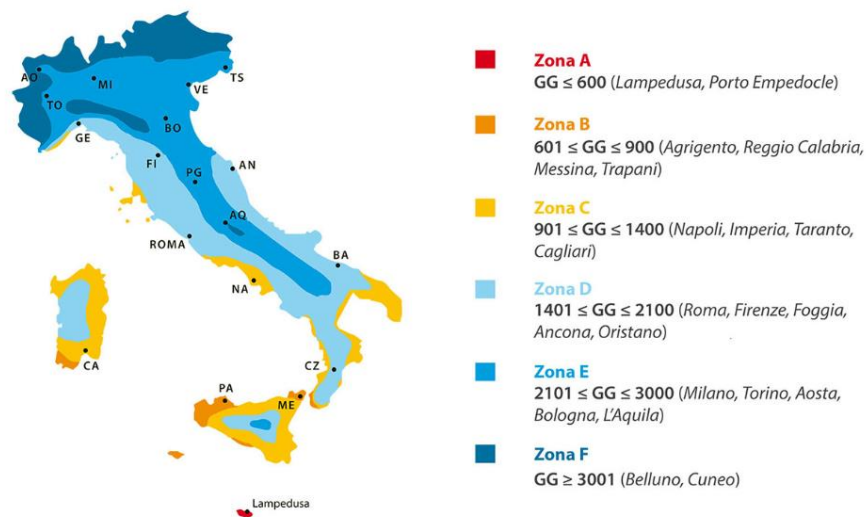 AO
MI
TS
VE
TO
BO
GE
FI
AN
PG
AQ
ROMA
BA
NA
CA
CZ
PA
ME
Lampedusa
Zona A
GG ≤ 600 (Lampedusa, Porto Empedocle)
Zona B
601 ≤ GG ≤ 900 (Agrigento, Reggio Calabria,
Messina, Trapani)
Zona C
901 ≤ GG ≤ 1400 (Napoli, Imperia, Taranto,
Cagliari)
Zona D
1401 ≤ GG ≤ 2100 (Roma, Firenze, Foggia,
Ancona, Oristano)
Zona E
2101 ≤ GG ≤ 3000 (Milano, Torino, Aosta,
Bologna, L'Aquila)
Zona F
GG ≥ 3001 (Belluno, Cuneo)